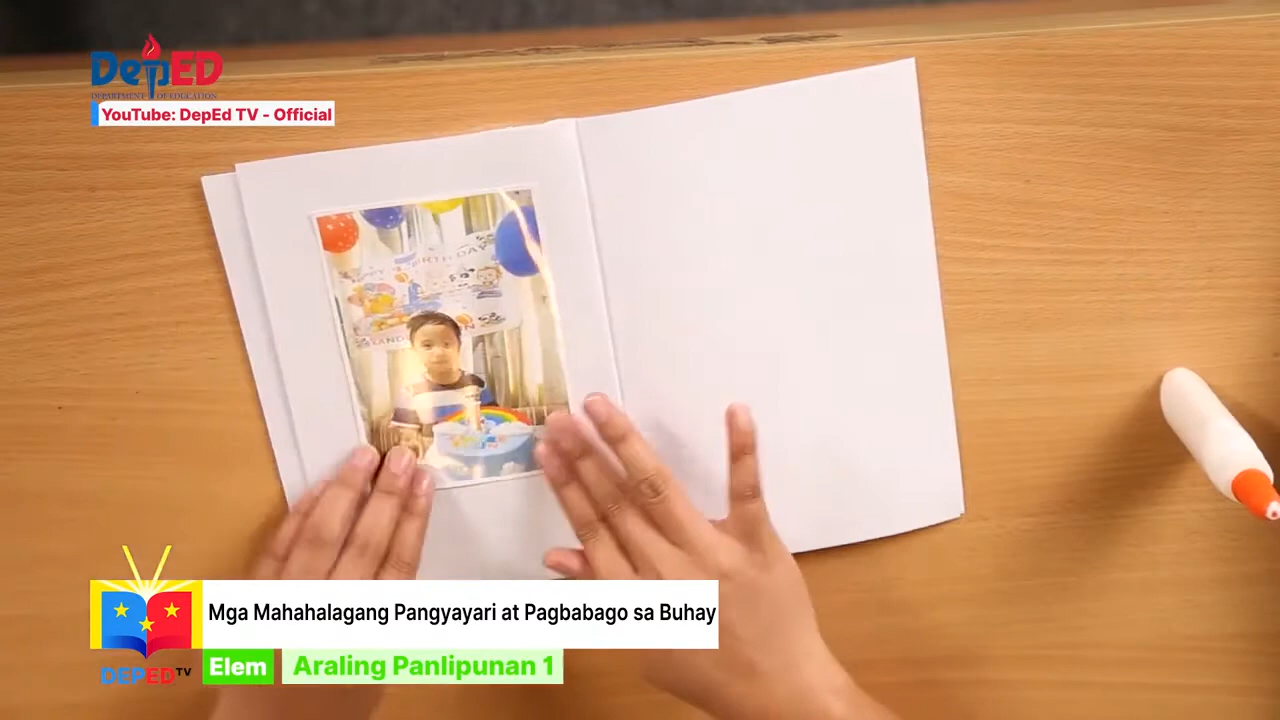 DepED
DEPARTMENT OF EDUCATION
YouTube: DepEd TV - Official
BIRTHDAY
Mga Mahahalagang Pangyayari at Pagbabago sa Buhay
DEPED TV
Elem
Araling Panlipunan 1